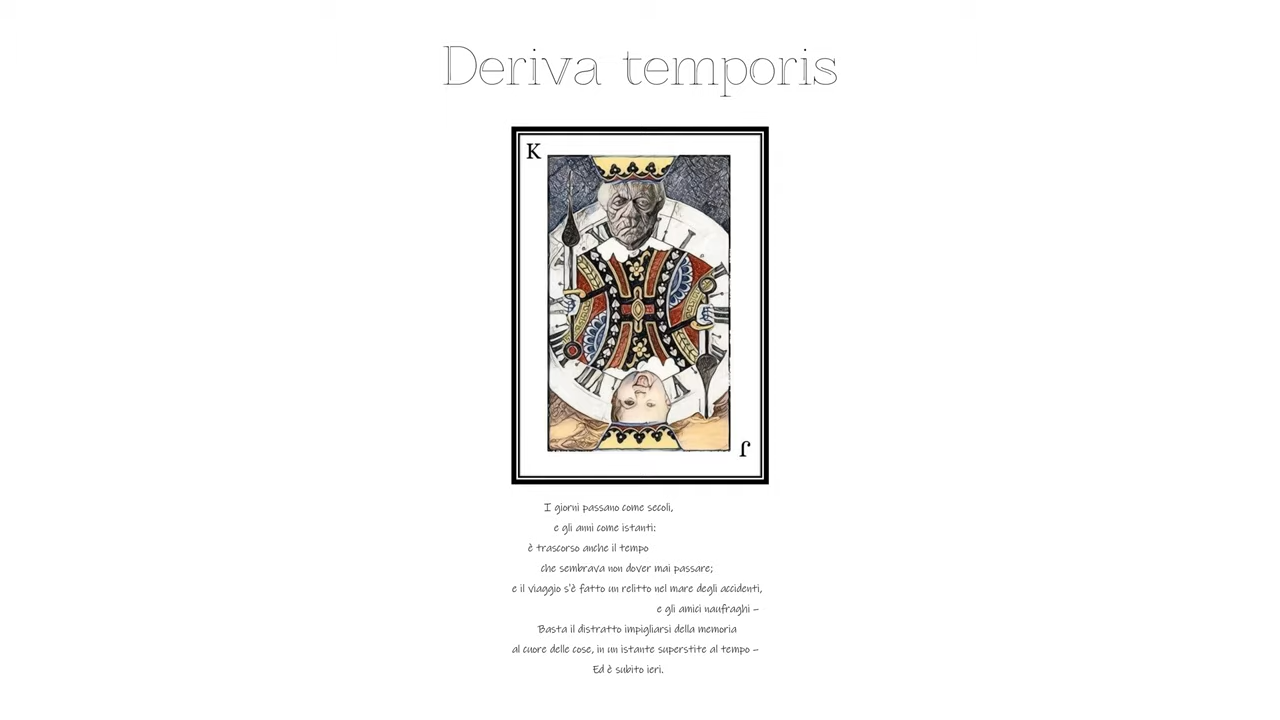 Deriva temporis
K
J
I giorni passano come secoli,
e gli anni come istanti:
è trascorso anche il tempo
che sembrava non dover mai passare;
e il viaggio s'è fatto un relitto nel mare degli accidenti,
e gli amici naufraghi –
Basta il distratto impigliarsi della memoria
al cuore delle cose, in un istante superstite al tempo –
Ed è subito ieri.